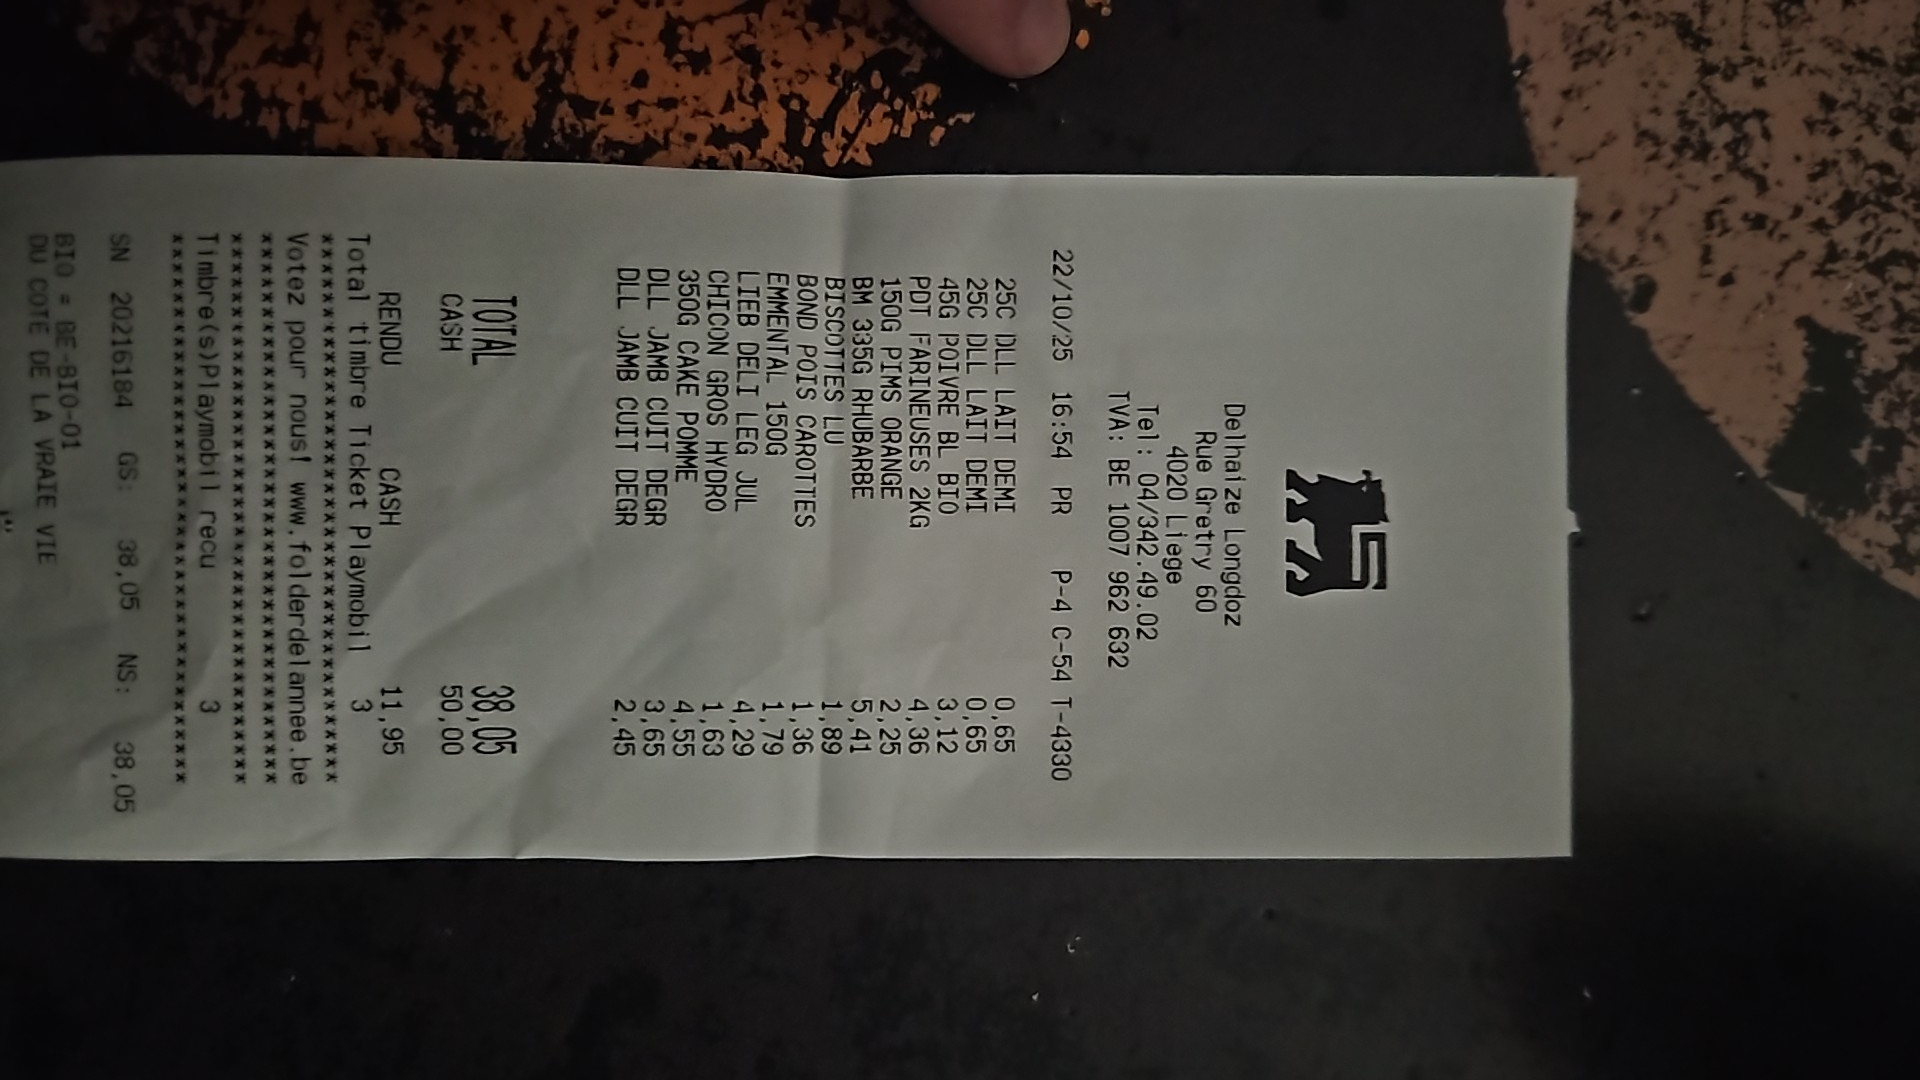 Delhaize Longdoz
Rue Gretry 60
4020 Liege
Tel: 04/342.49.02
TVA: BE 1007 962 632
22/10/25 16:54 PR P-4 C-54 T-4330
25C DLL LAIT DEMI 0,65
25C DLL LAIT DEMI 0,65
45G POIVRE BL BIO 3,12
PDT FARINEUSES 2KG 4,36
150G PIMS ORANGE 2,25
BM 335G RHUBARBE 5,41
BISCOTTES LU 1,89
BOND POIS CAROTTES 1,36
EMMENTAL 150G 1,79
LIEB DELI LEG JUL 4,29
CHICON GROS HYDRO 1,63
350G CAKE POMME 4,55
DLL JAMB CUIT DEGR 3,65
DLL JAMB CUIT DEGR 2,45
TOTAL 38,05
CASH 50,00
RENDU CASH 11,95
Total timbre Ticket Playmobil 3
****************************************
Votez pour nous! www.folderdelannee.be
****************************************
****************************************
Timbre(s)Playmobil recu 3
****************************************
SN 20216184 GS: 38,05 NS: 38,05
BIO = BE-BIO-01
DU COTE DE LA VRAIE VIE